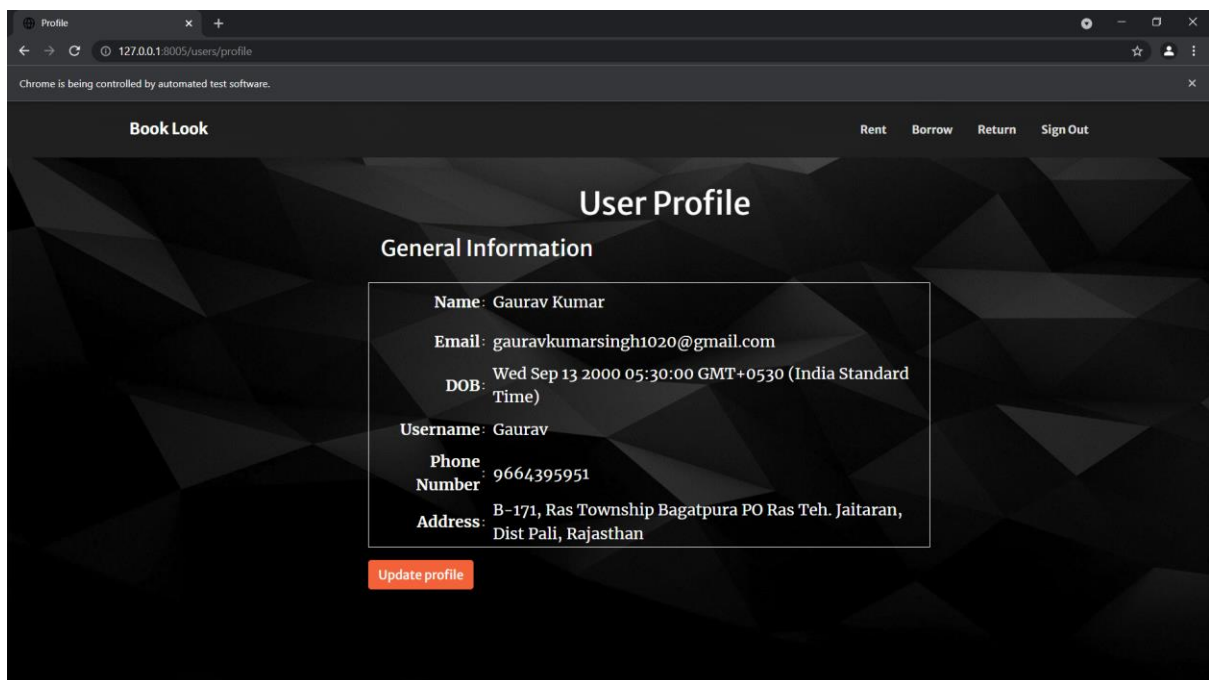 Profile
127.0.0.1:8005/users/profile
Chrome is being controlled by automated test software.
Book Look
Rent Borrow Return Sign Out
User Profile
General Information
Name: Gaurav Kumar
Email: gauravkumarsingh1020@gmail.com
DOB: Wed Sep 13 2000 05:30:00 GMT+0530 (India Standard
Time)
Username: Gaurav
Phone
Number : 9664395951
Address: B-171, Ras Township Bagatpura PO Ras Teh. Jaitaran,
Dist Pali, Rajasthan
Update profile